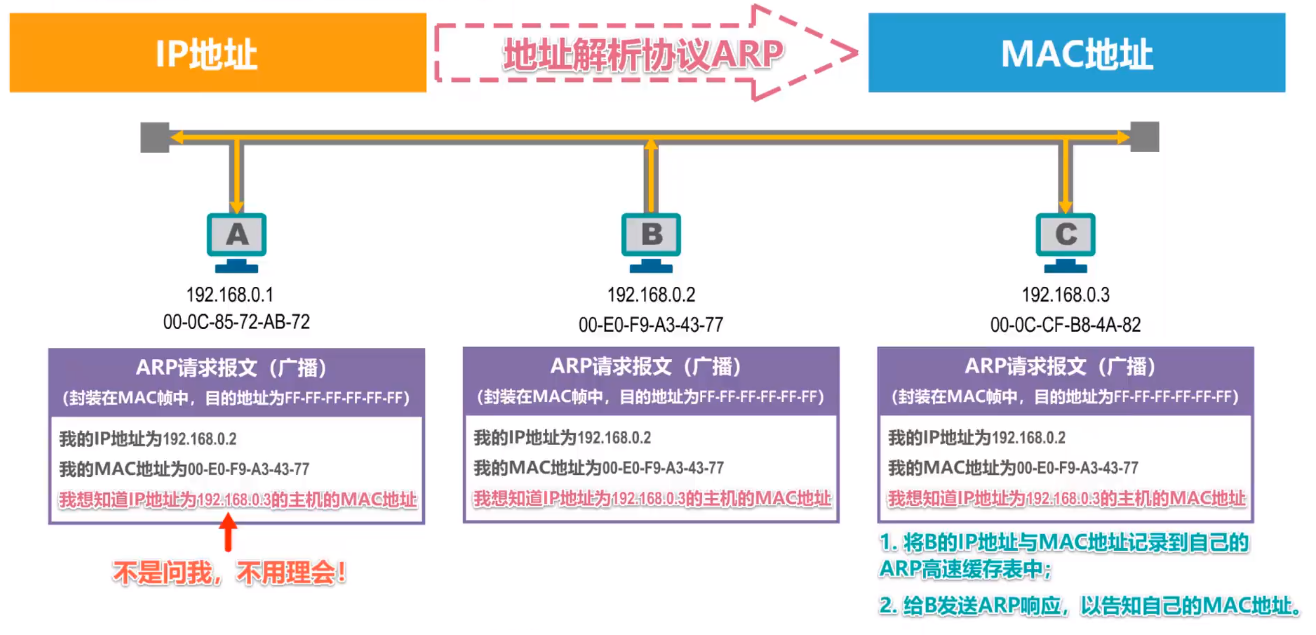 IP地址
地址解析协议ARP
MAC地址
A
B
C
192.168.0.1
00-0C-85-72-AB-72
192.168.0.2
00-E0-F9-A3-43-77
192.168.0.3
00-0C-CF-B8-4A-82
ARP请求报文（广播）
（封装在MAC帧中，目的地址为FF-FF-FF-FF-FF-FF）
我的IP地址为192.168.0.2
我的MAC地址为00-E0-F9-A3-43-77
我想知道IP地址为192.168.0.3的主机的MAC地址
不是问我，不用理会！
ARP请求报文（广播）
（封装在MAC帧中，目的地址为FF-FF-FF-FF-FF-FF）
我的IP地址为192.168.0.2
我的MAC地址为00-E0-F9-A3-43-77
我想知道IP地址为192.168.0.3的主机的MAC地址
ARP请求报文（广播）
（封装在MAC帧中，目的地址为FF-FF-FF-FF-FF-FF）
我的IP地址为192.168.0.2
我的MAC地址为00-E0-F9-A3-43-77
我想知道IP地址为192.168.0.3的主机的MAC地址
1. 将B的IP地址与MAC地址记录到自己的
ARP高速缓存表中；
2. 给B发送ARP响应，以告知自己的MAC地址。